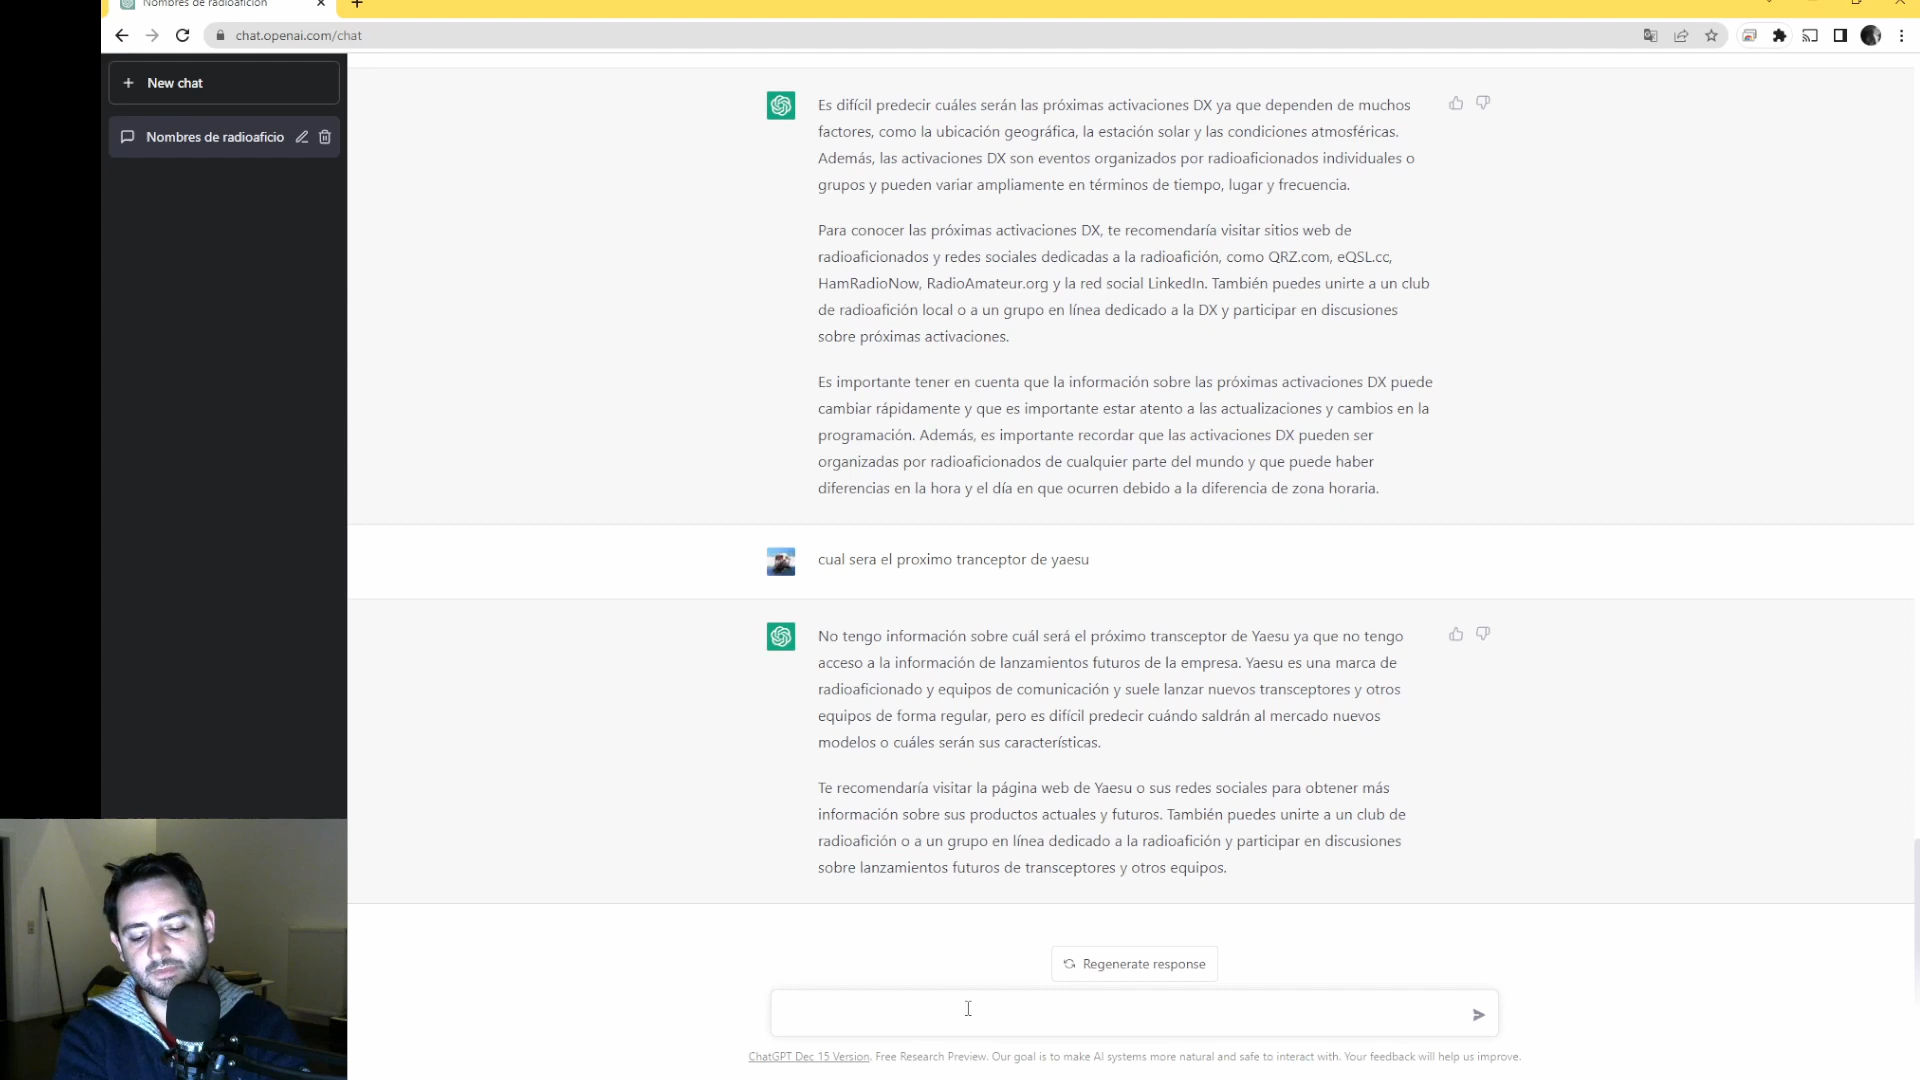 Nombres de radioafición
chat.openai.com/chat
New chat
Nombres de radioaficio
Es difícil predecir cuáles serán las próximas activaciones DX ya que dependen de muchos
factores, como la ubicación geográfica, la estación solar y las condiciones atmosféricas.
Además, las activaciones DX son eventos organizados por radioaficionados individuales o
grupos y pueden variar ampliamente en términos de tiempo, lugar y frecuencia.
Para conocer las próximas activaciones DX, te recomendaría visitar sitios web de
radioaficionados y redes sociales dedicadas a la radioafición, como QRZ.com, eQSL.cc,
HamRadioNow, RadioAmateur.org y la red social LinkedIn. También puedes unirte a un club
de radioafición local o a un grupo en línea dedicado a la DX y participar en discusiones
sobre próximas activaciones.
Es importante tener en cuenta que la información sobre las próximas activaciones DX puede
cambiar rápidamente y que es importante estar atento a las actualizaciones y cambios en la
programación. Además, es importante recordar que las activaciones DX pueden ser
organizadas por radioaficionados de cualquier parte del mundo y que puede haber
diferencias en la hora y el día en que ocurren debido a la diferencia de zona horaria.
cual sera el proximo tranceptor de yaesu
No tengo información sobre cuál será el próximo transceptor de Yaesu ya que no tengo
acceso a la información de lanzamientos futuros de la empresa. Yaesu es una marca de
radioaficionado y equipos de comunicación y suele lanzar nuevos transceptores y otros
equipos de forma regular, pero es difícil predecir cuándo saldrán al mercado nuevos
modelos o cuáles serán sus características.
Te recomendaría visitar la página web de Yaesu o sus redes sociales para obtener más
información sobre sus productos actuales y futuros. También puedes unirte a un club de
radioafición o a un grupo en línea dedicado a la radioafición y participar en discusiones
sobre lanzamientos futuros de transceptores y otros equipos.
Regenerate response
ChatGPT Dec 15 Version. Free Research Preview. Our goal is to make AI systems more natural and safe to interact with. Your feedback will help us improve.